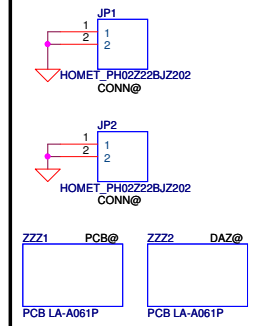 JP1
1 1
2 2
HOMET_PH02Z22BJZ202
CONN@
JP2
1 1
2 2
HOMET_PH02Z22BJZ202
CONN@
ZZZ1 PCB@ ZZZ2 DAZ@
PCB LA-A061P PCB LA-A061P